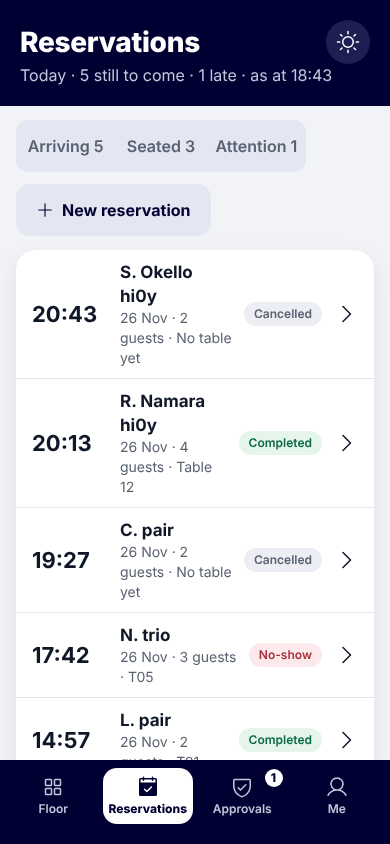 Reservations
Today · 5 still to come · 1 late · as at 18:43
Arriving 5 Seated 3 Attention 1
New reservation
20:43
S. Okello
hi0y
26 Nov · 2
guests · No table
yet
Cancelled
20:13
R. Namara
hi0y
26 Nov · 4
guests · Table
12
Completed
19:27
C. pair
26 Nov · 2
guests · No table
yet
Cancelled
17:42
N. trio
26 Nov · 3 guests
· T05
No-show
14:57
L. pair
26 Nov · 2
guests · T01
Completed
1
Floor Reservations Approvals Me